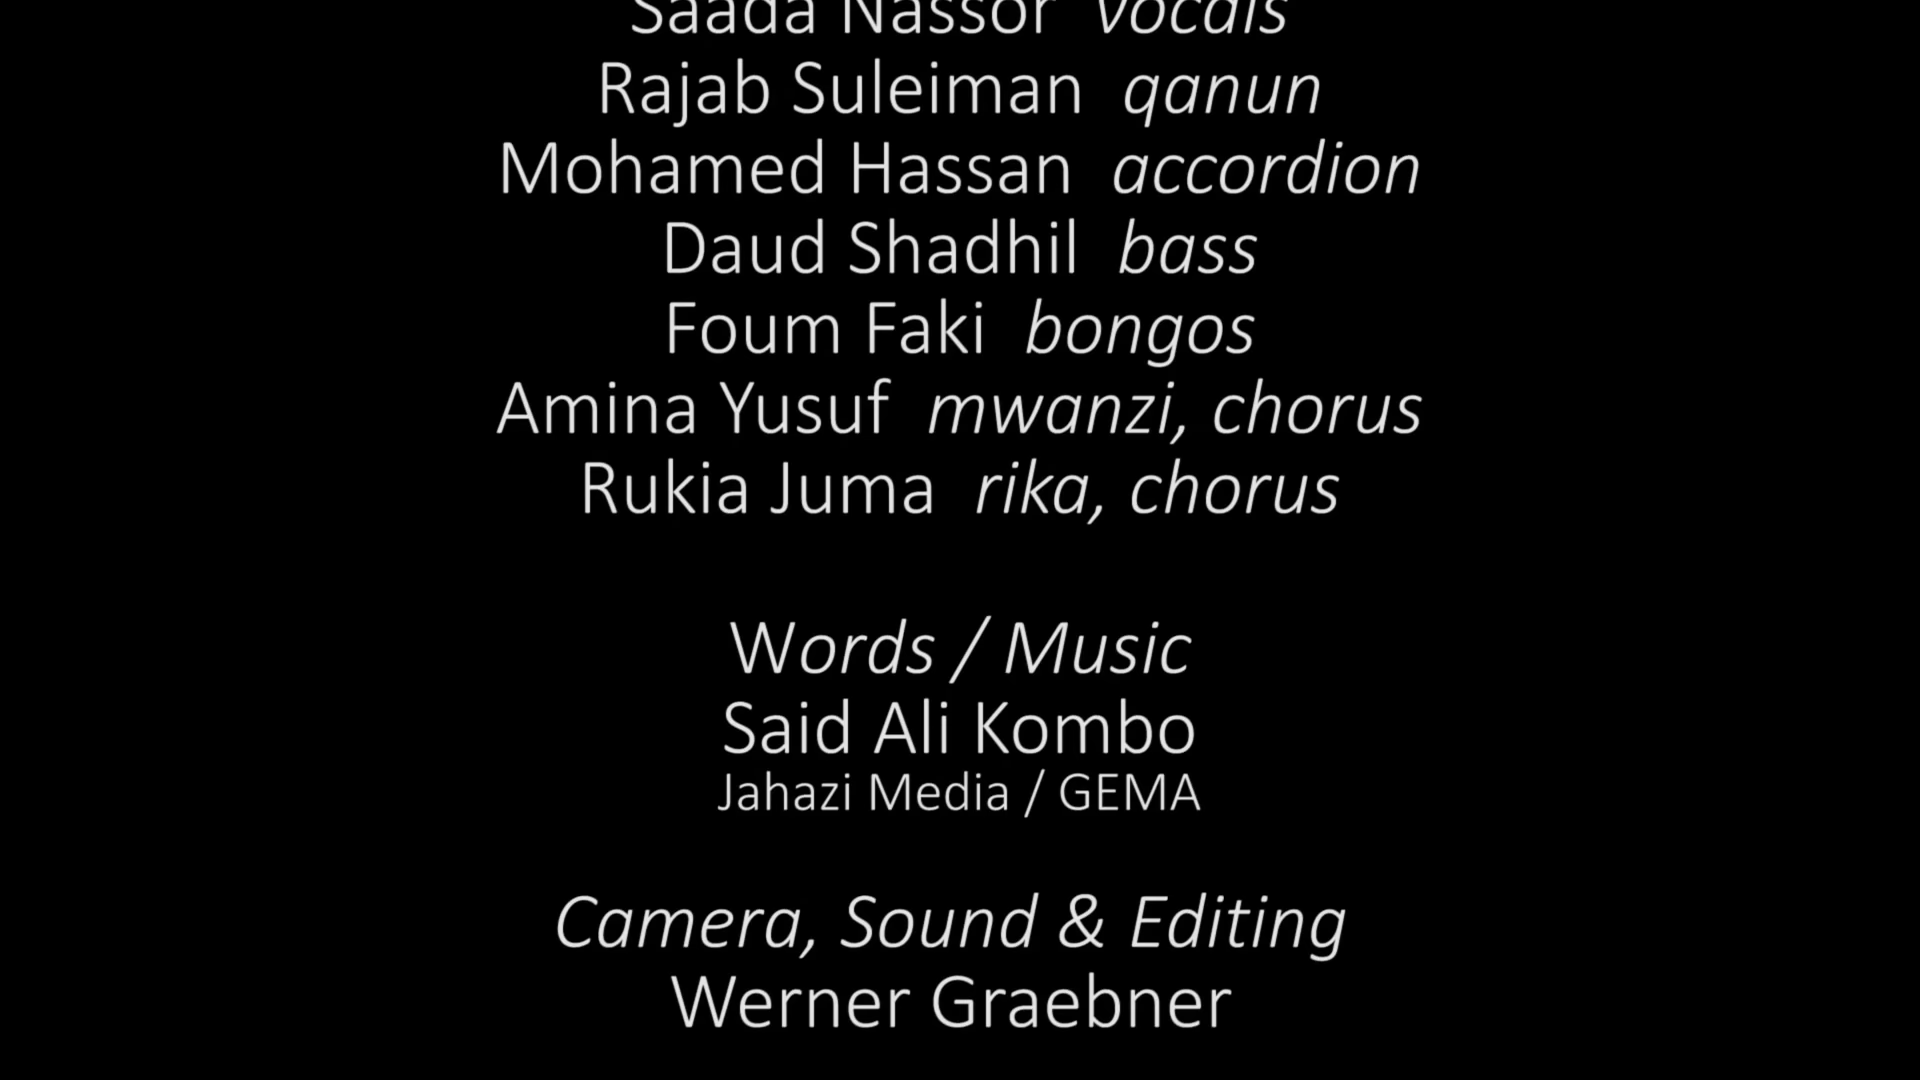 Saada Nassor vocals
Rajab Suleiman qanun
Mohamed Hassan accordion
Daud Shadhil bass
Foum Faki bongos
Amina Yusuf mwanzi, chorus
Rukia Juma rika, chorus
Words / Music
Said Ali Kombo
Jahazi Media / GEMA
Camera, Sound & Editing
Werner Graebner